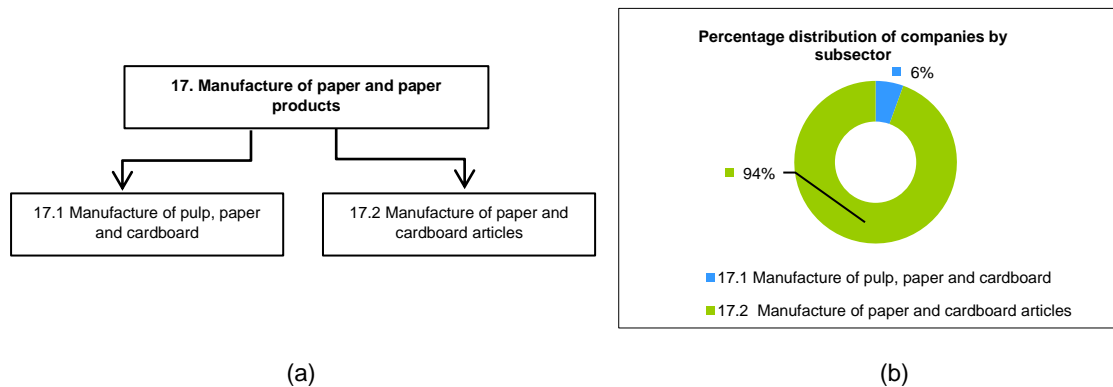 17. Manufacture of paper and paper
products
17.1 Manufacture of pulp, paper
and cardboard
17.2 Manufacture of paper and
cardboard articles
(a)
Percentage distribution of companies by
subsector
6%
94%
17.1 Manufacture of pulp, paper and cardboard
17.2 Manufacture of paper and cardboard articles
(b)